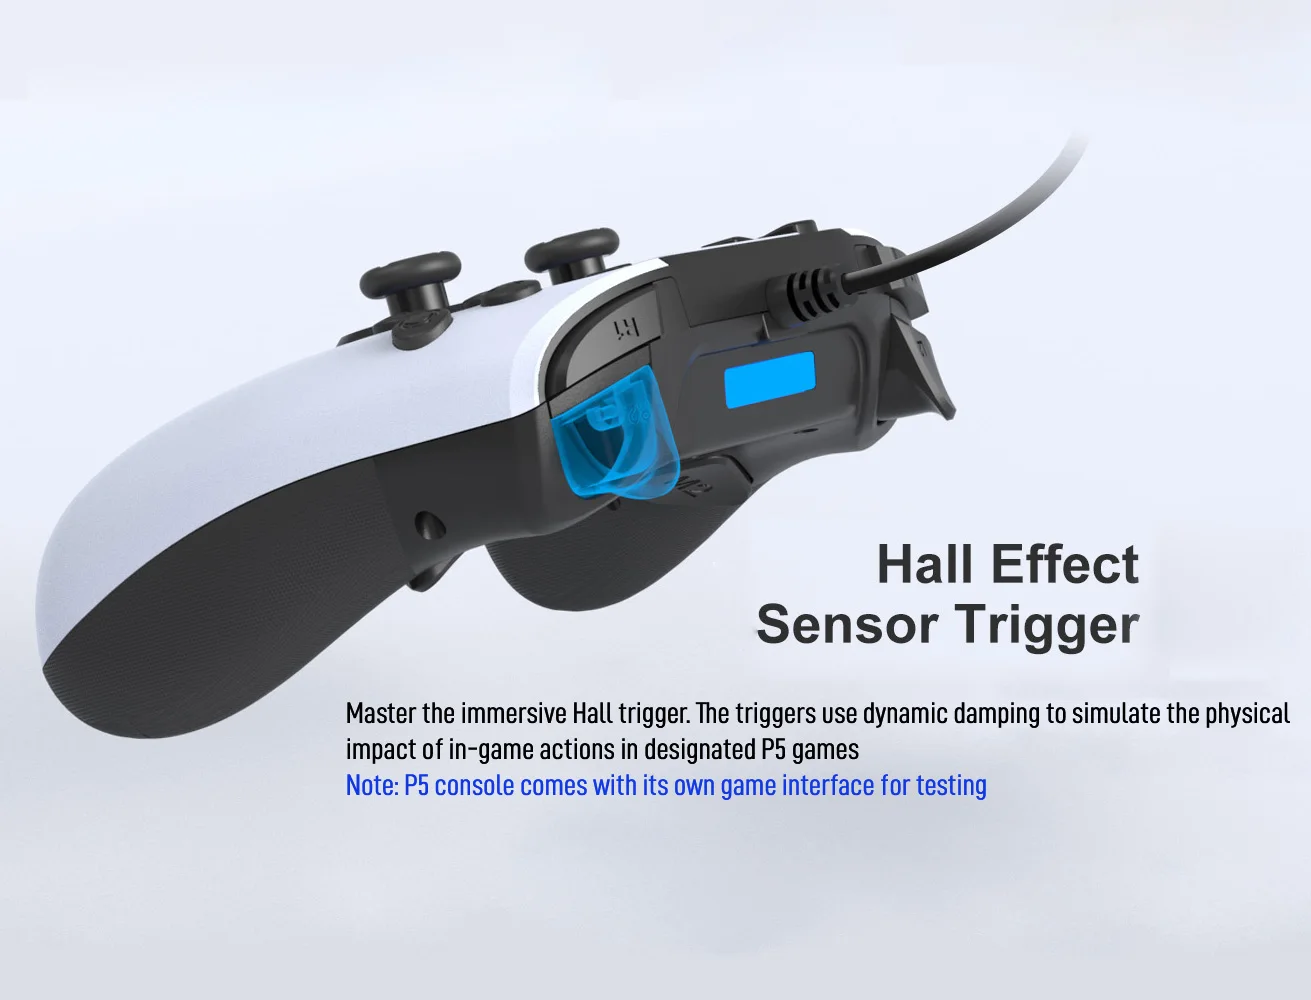 R1
M2
Hall Effect
Sensor Trigger
Master the immersive Hall trigger. The triggers use dynamic damping to simulate the physical
impact of in-game actions in designated P5 games
Note: P5 console comes with its own game interface for testing